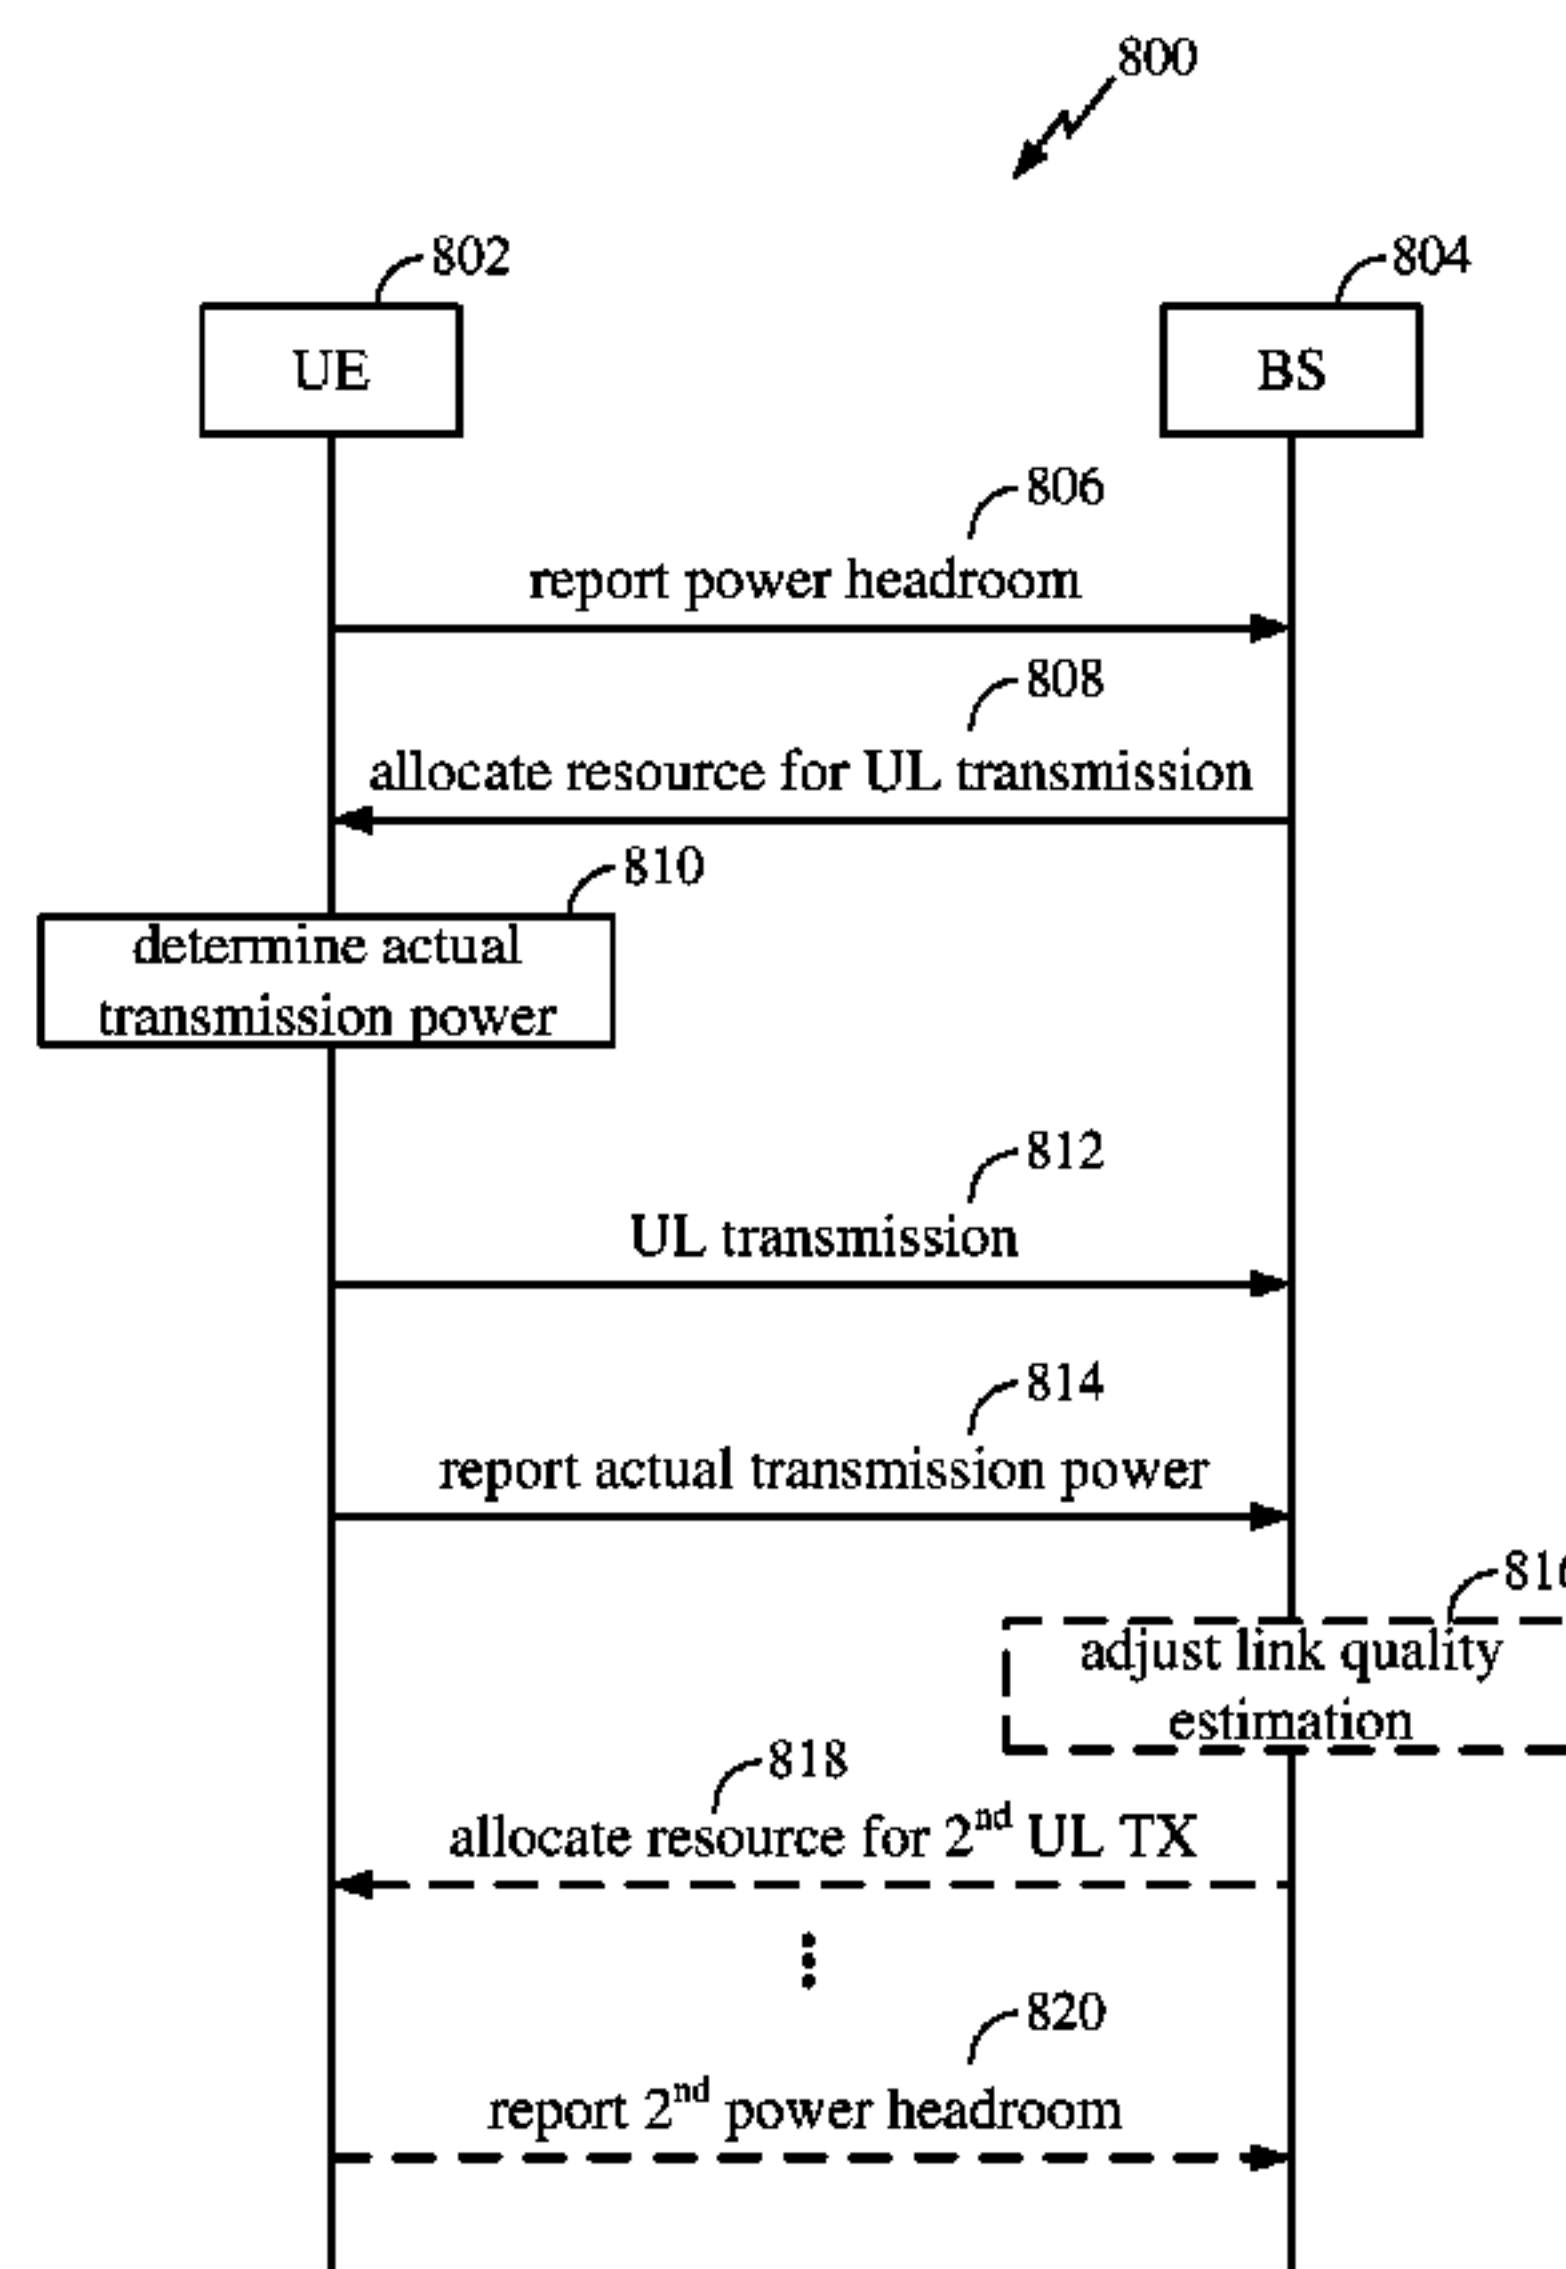 800
802
804
UE
BS
806
report power headroom
808
allocate resource for UL transmission
810
determine actual
transmission power
812
UL transmission
814
report actual transmission power
816
adjust link quality
estimation
818
allocate resource for 2nd UL TX
820
report 2nd power headroom